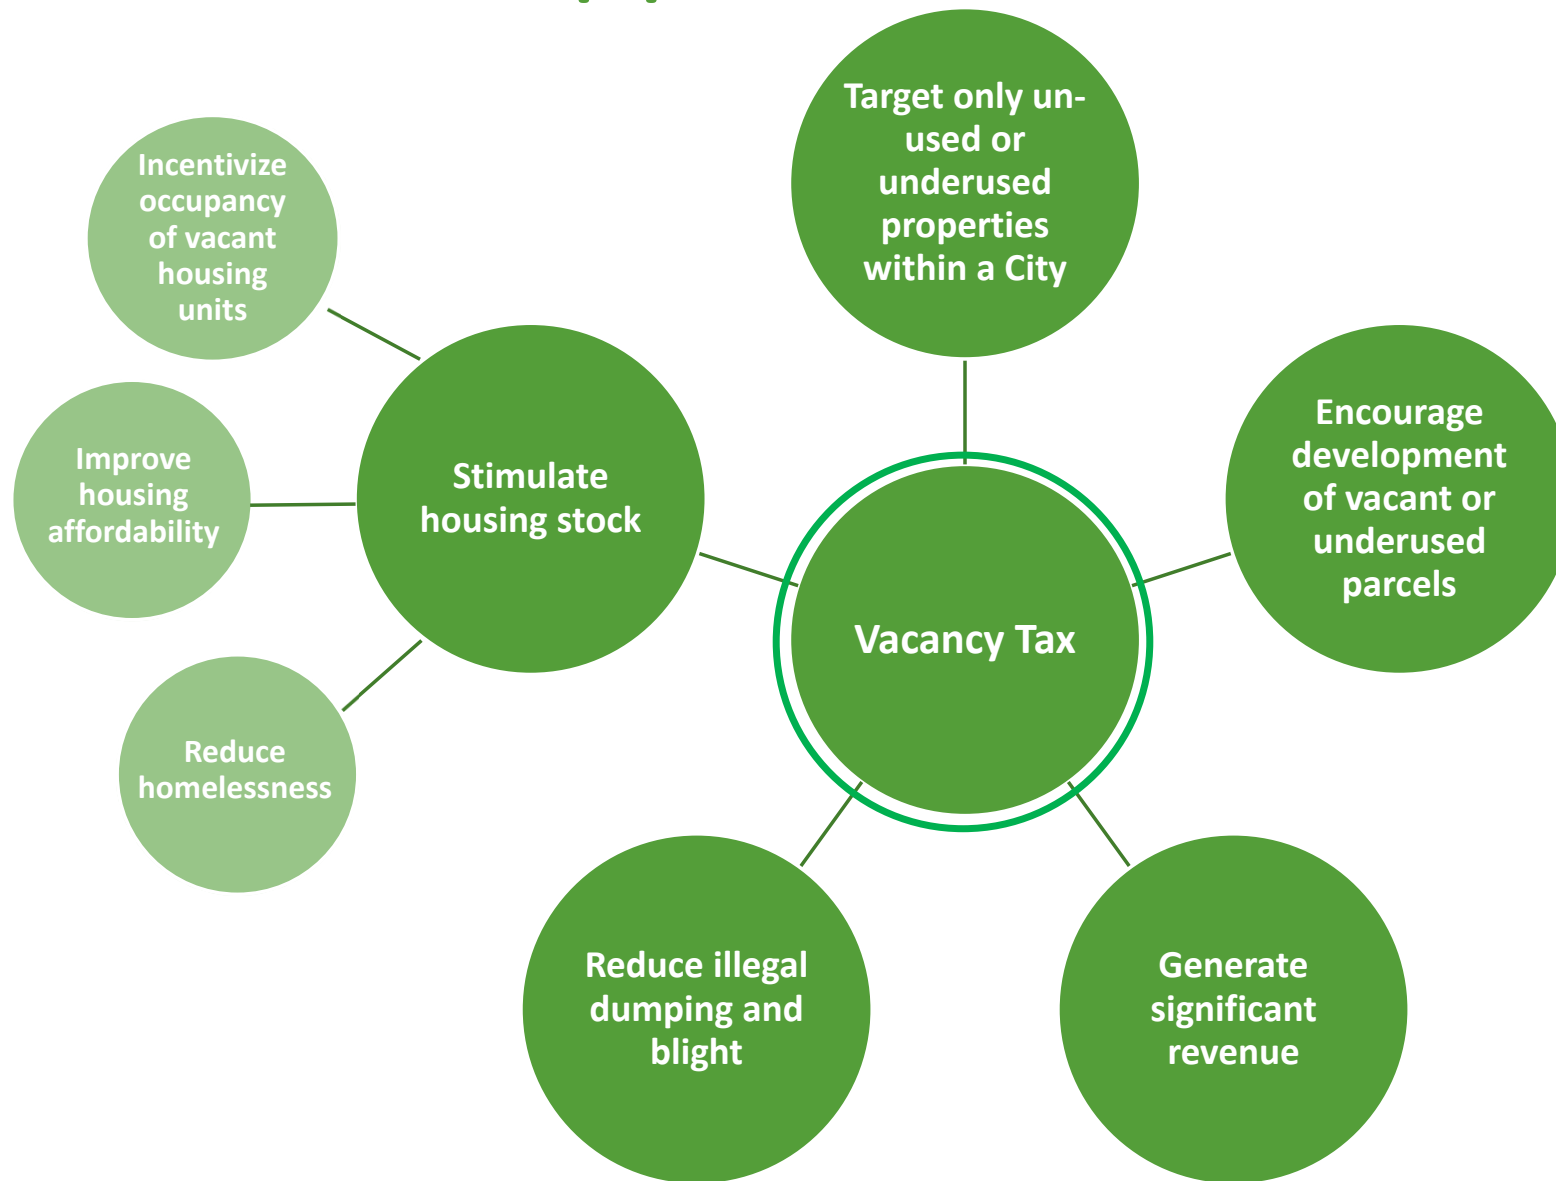 Target only un-
used or
underused
properties
within a City
Incentivize
occupancy
of vacant
housing
units
Encourage
development
of vacant or
underused
parcels
Improve
housing
affordability
Stimulate
housing stock
Vacancy Tax
Reduce
homelessness
Reduce illegal
dumping and
blight
Generate
significant
revenue